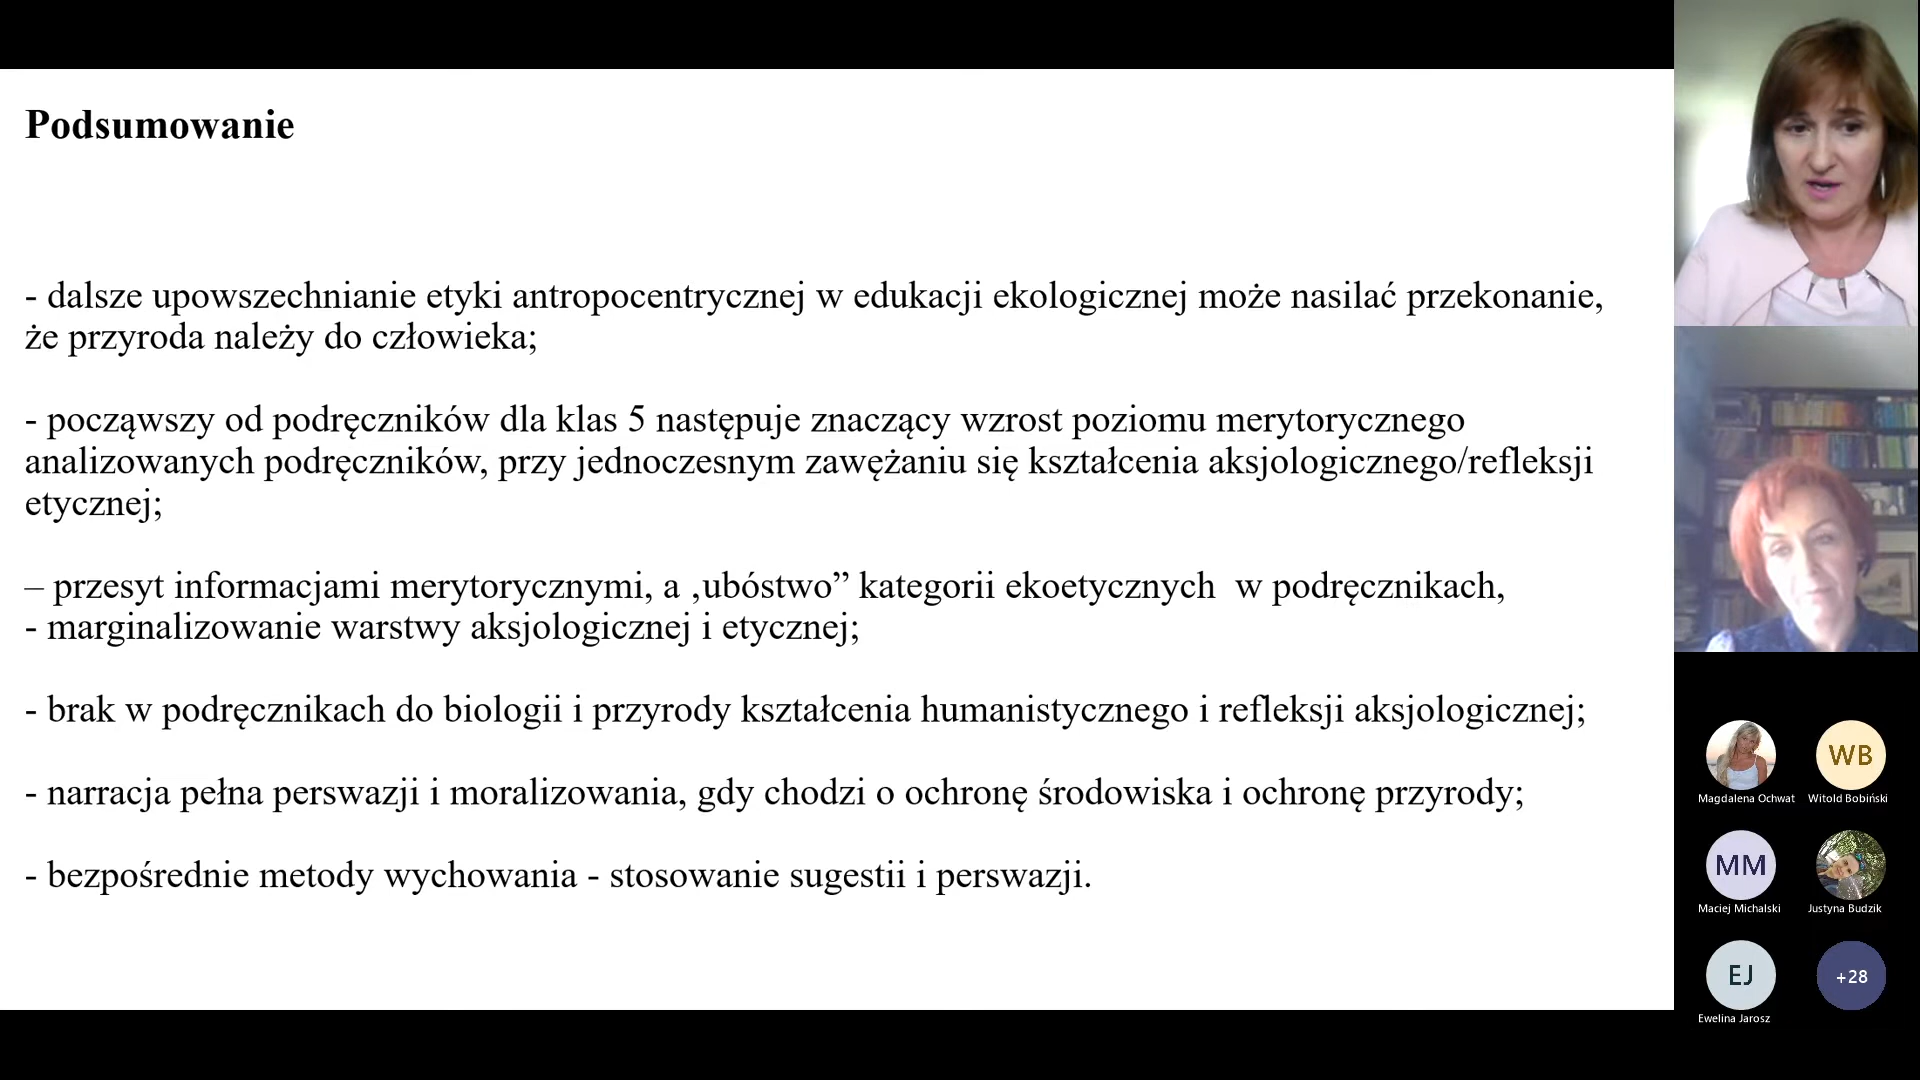 Podsumowanie
- dalsze upowszechnianie etyki antropocentrycznej w edukacji ekologicznej może nasilać przekonanie,
że przyroda należy do człowieka;
- począwszy od podręczników dla klas 5 następuje znaczący wzrost poziomu merytorycznego
analizowanych podręczników, przy jednoczesnym zawężaniu się kształcenia aksjologicznego/refleksji
etycznej;
– przesyt informacjami merytorycznymi, a ‚ubóstwo” kategorii ekoetycznych  w podręcznikach,
- marginalizowanie warstwy aksjologicznej i etycznej;
- brak w podręcznikach do biologii i przyrody kształcenia humanistycznego i refleksji aksjologicznej;
- narracja pełna perswazji i moralizowania, gdy chodzi o ochronę środowiska i ochronę przyrody;
- bezpośrednie metody wychowania - stosowanie sugestii i perswazji.
WB
Magdalena Ochwat
Witold Bobiński
MM
Maciej Michalski
Justyna Budzik
EJ
+28
Ewelina Jarosz